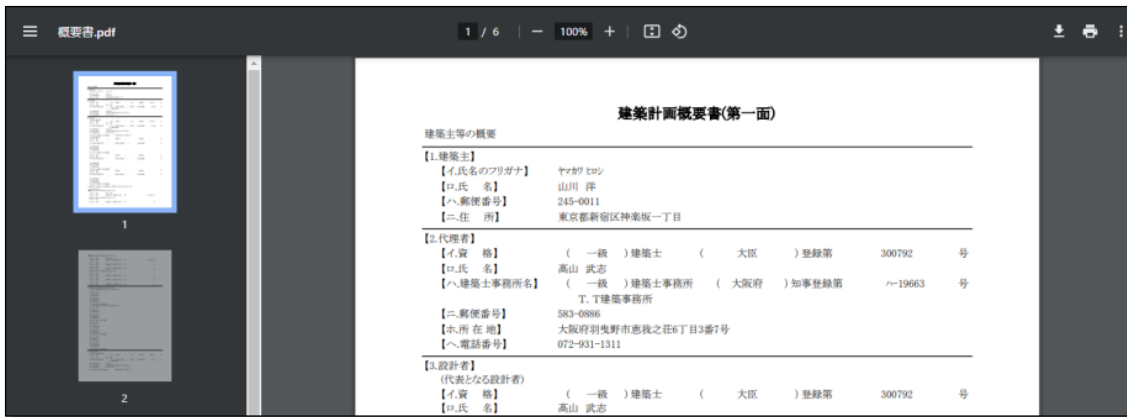 概要書.pdf
1 / 6
100%
1
2
建築計画概要書(第一面)
建築主等の概要
【1.建築主】
【イ.氏名のフリガナ】 ヤマカワ ヒロシ
【ロ.氏 名】 山川 洋
【ハ.郵便番号】 245-0011
【ニ.住 所】 東京都新宿区神楽坂一丁目
【2.代理者】
【イ.資 格】 ( 一級 )建築士 ( 大臣 )登録第 300792 号
【ロ.氏 名】 高山 武志
【ハ.建築士事務所名】 ( 一級 )建築士事務所 ( 大阪府 )知事登録第 ハ-19663 号
T. T建築事務所
【ニ.郵便番号】 583-0886
【ホ.所 在 地】 大阪府羽曳野市恵我之荘6丁目3番7号
【ヘ.電話番号】 072-931-1311
【3.設計者】
(代表となる設計者)
【イ.資 格】 ( 一級 )建築士 ( 大臣 )登録第 300792 号
【ロ.氏 名】 高山 武志